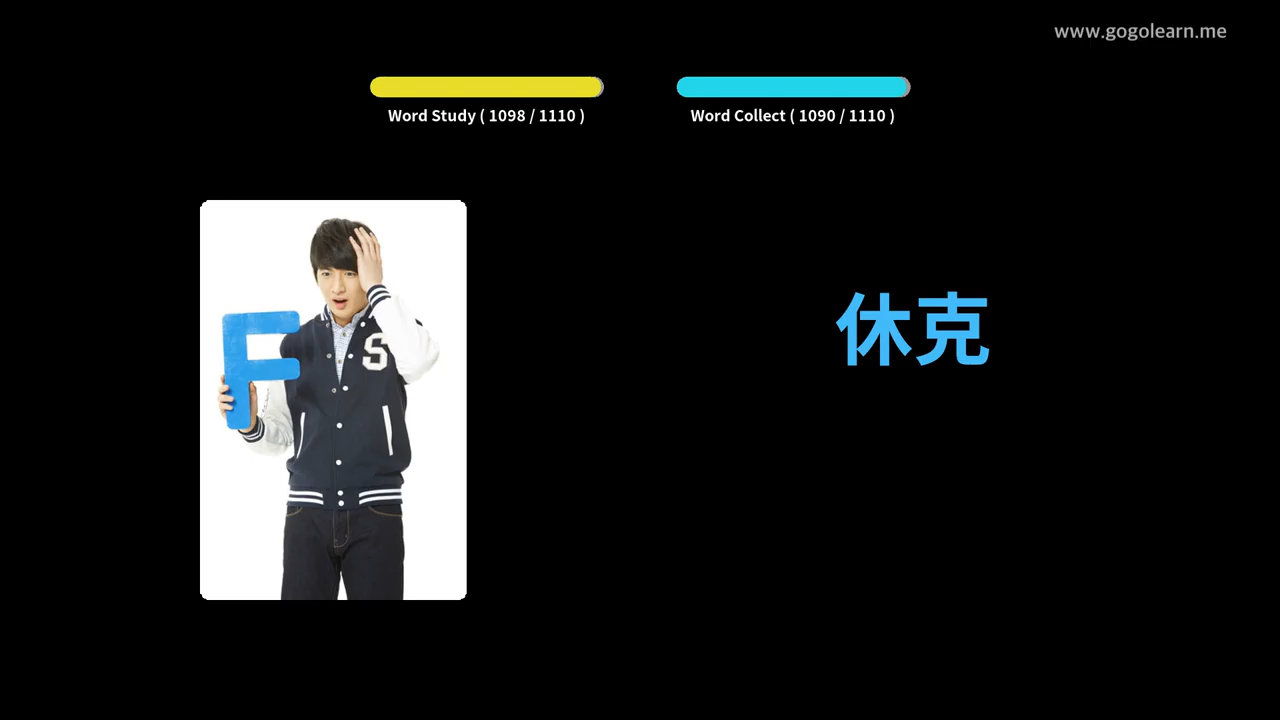 www.gogolearn.me
Word Study ( 1098 / 1110 )
Word Collect ( 1090 / 1110 )
F
S
休克